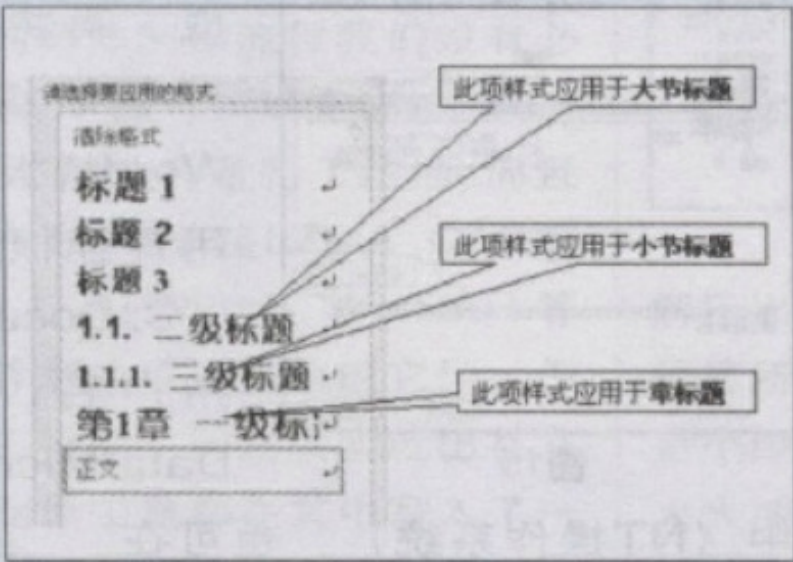 请选择要应用的格式
清除格式
标题 1
标题 2
标题 3
1.1. 二级标题
1.1.1. 三级标题
第1章 一级标
正文
此项样式应用于大节标题
此项样式应用于小节标题
此项样式应用于章标题